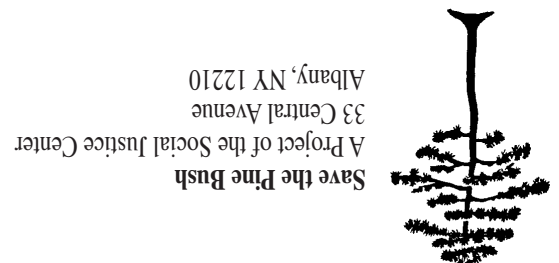 Save the Pine Bush
A Project of the Social Justice Center
33 Central Avenue
Albany, NY 12210